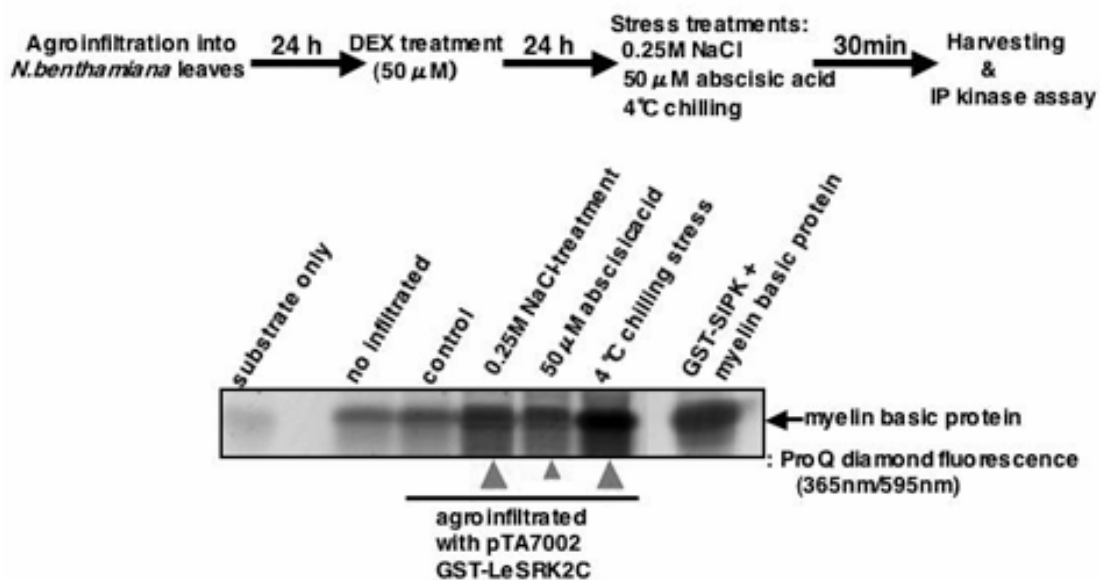 Agroinfiltration into
N.benthamiana leaves
24 h
DEX treatment
(50 μM)
24 h
Stress treatments:
0.25M NaCl
50 μM abscisic acid
4℃ chilling
30min
Harvesting
&
IP kinase assay
substrate only
no infiltrated
control
0.25M NaCl-treatment
50μM abscisicacid
4℃ chilling stress
GST-SIPK +
myelin basic protein
myelin basic protein
: ProQ diamond fluorescence
(365nm/595nm)
agroinfiltrated
with pTA7002
GST-LeSRK2C